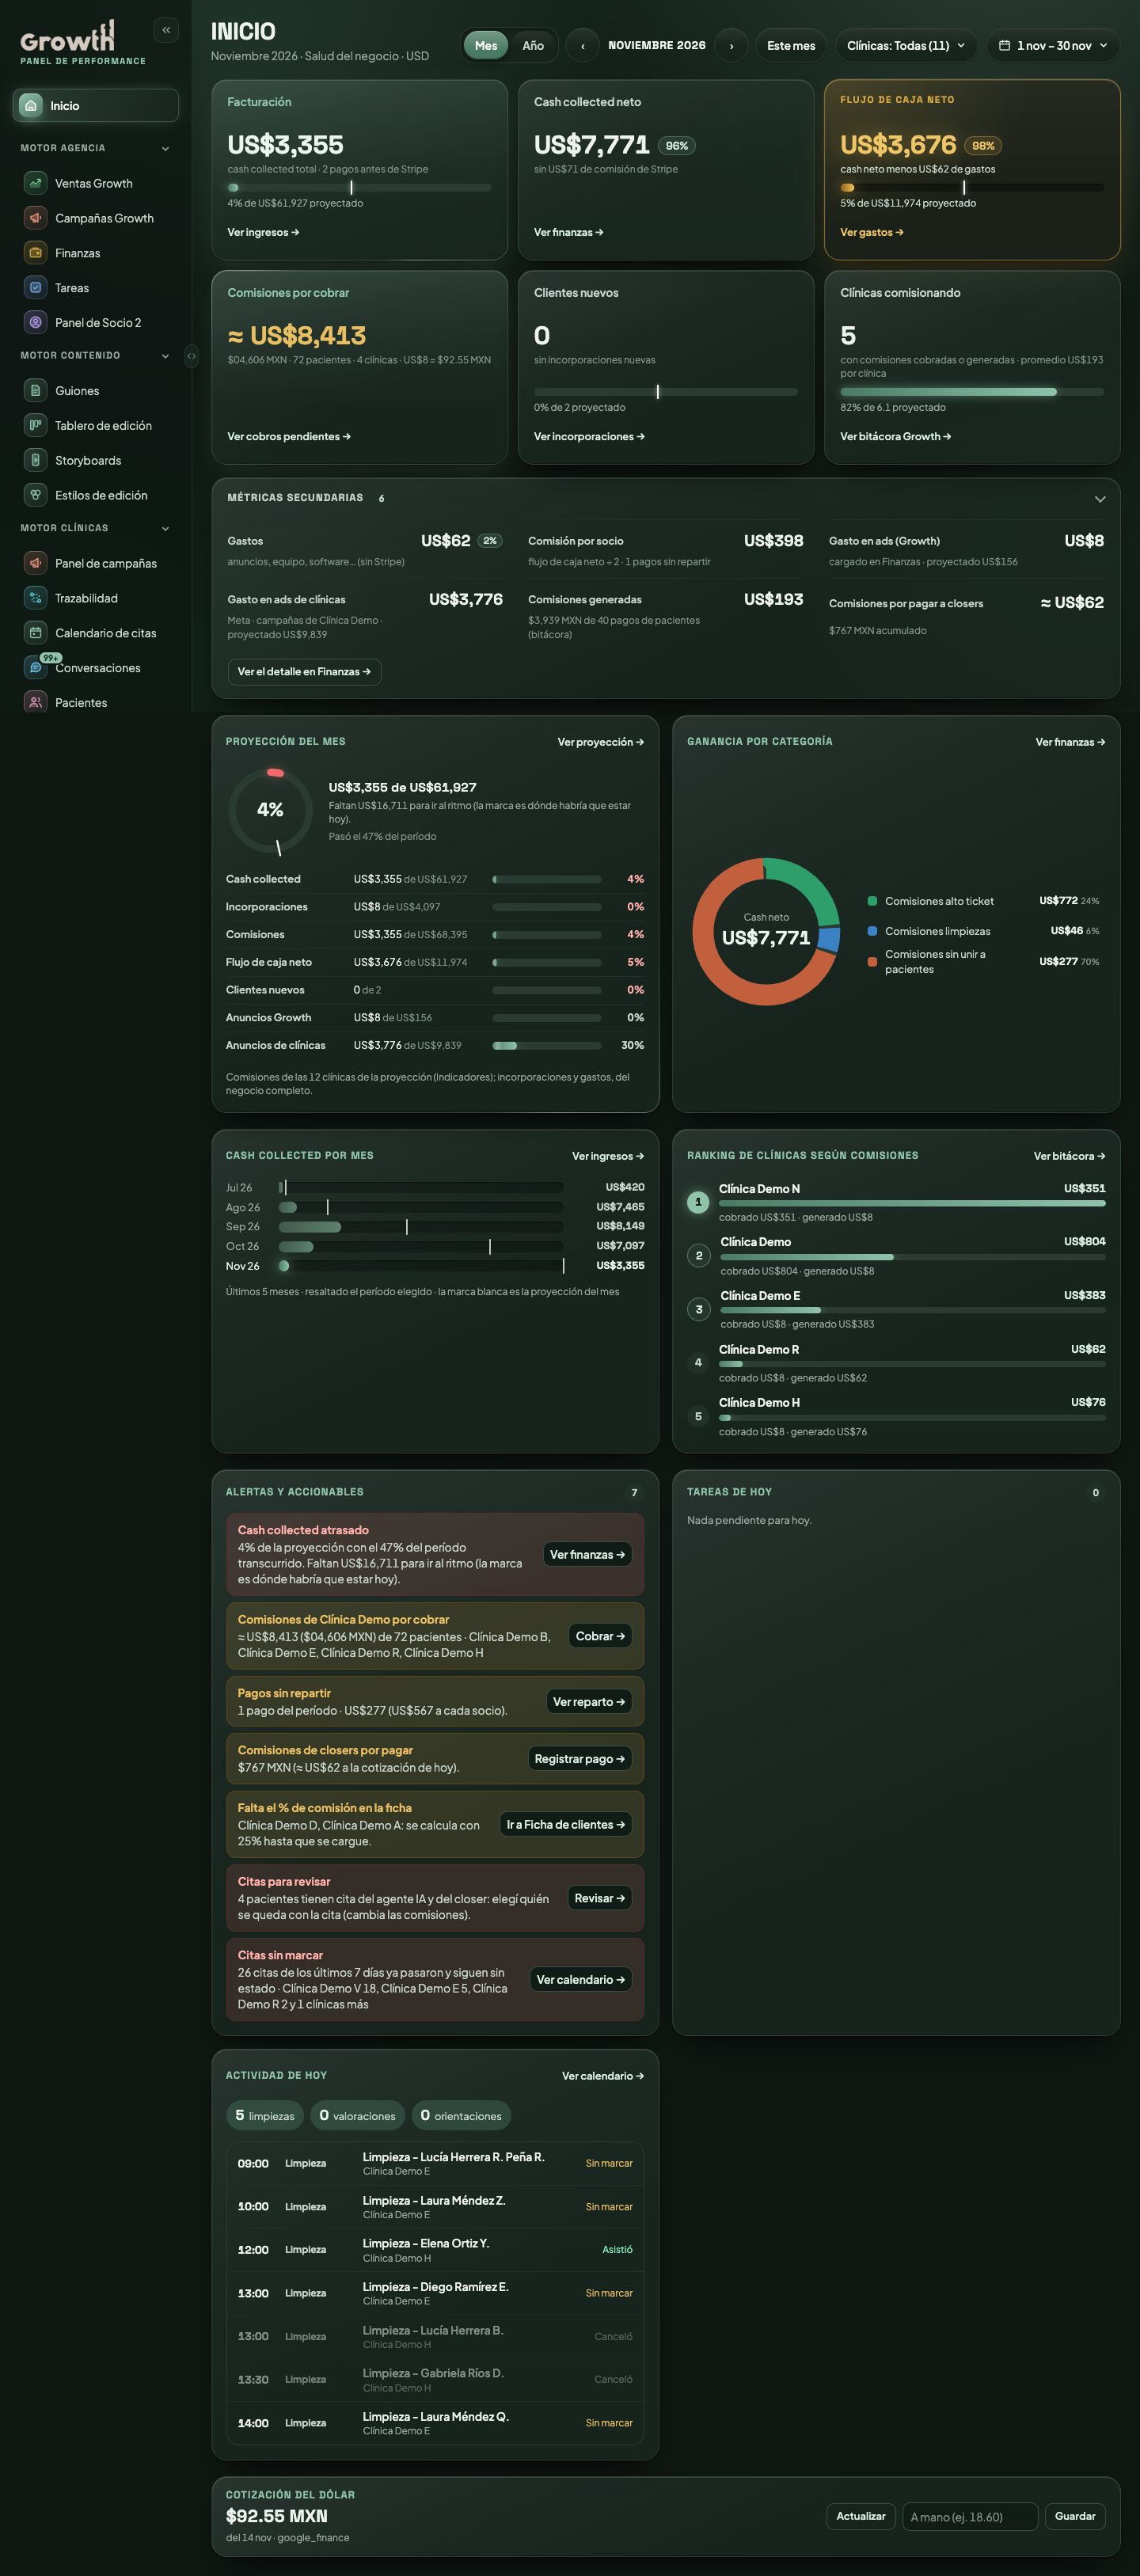 Growth
PANEL DE PERFORMANCE
Inicio
MOTOR AGENCIA
Ventas Growth
Campañas Growth
Finanzas
Tareas
Panel de Socio 2
MOTOR CONTENIDO
Guiones
Tablero de edición
Storyboards
Estilos de edición
MOTOR CLÍNICAS
Panel de campañas
Trazabilidad
Calendario de citas
99+
Conversaciones
Pacientes
INICIO
Noviembre 2026 · Salud del negocio · USD
Mes
Año
NOVIEMBRE 2026
Este mes
Clínicas: Todas (11)
1 nov – 30 nov
Facturación
US$3,355
cash collected total · 2 pagos antes de Stripe
4% de US$61,927 proyectado
Ver ingresos →
Cash collected neto
US$7,771 96%
sin US$71 de comisión de Stripe
Ver finanzas →
FLUJO DE CAJA NETO
US$3,676 98%
cash neto menos US$62 de gastos
5% de US$11,974 proyectado
Ver gastos →
Comisiones por cobrar
≈ US$8,413
$04,606 MXN · 72 pacientes · 4 clínicas · US$8 = $92.55 MXN
Ver cobros pendientes →
Clientes nuevos
0
sin incorporaciones nuevas
0% de 2 proyectado
Ver incorporaciones →
Clínicas comisionando
5
con comisiones cobradas o generadas · promedio US$193
por clínica
82% de 6.1 proyectado
Ver bitácora Growth →
MÉTRICAS SECUNDARIAS 6
Gastos US$62 2%
anuncios, equipo, software... (sin Stripe)
Comisión por socio US$398
flujo de caja neto ÷ 2 · 1 pagos sin repartir
Gasto en ads (Growth) US$8
cargado en Finanzas · proyectado US$156
Gasto en ads de clínicas US$3,776
Meta · campañas de Clínica Demo ·
proyectado US$9,839
Comisiones generadas US$193
$3,939 MXN de 40 pagos de pacientes
(bitácora)
Comisiones por pagar a closers ≈ US$62
$767 MXN acumulado
Ver el detalle en Finanzas →
PROYECCIÓN DEL MES Ver proyección →
4%
US$3,355 de US$61,927
Faltan US$16,711 para ir al ritmo (la marca es dónde habría que estar
hoy).
Pasó el 47% del período
Cash collected US$3,355 de US$61,927 4%
Incorporaciones US$8 de US$4,097 0%
Comisiones US$3,355 de US$68,395 4%
Flujo de caja neto US$3,676 de US$11,974 5%
Clientes nuevos 0 de 2 0%
Anuncios Growth US$8 de US$156 0%
Anuncios de clínicas US$3,776 de US$9,839 30%
Comisiones de las 12 clínicas de la proyección (Indicadores); incorporaciones y gastos, del
negocio completo.
GANANCIA POR CATEGORÍA Ver finanzas →
Cash neto
US$7,771
Comisiones alto ticket US$772 24%
Comisiones limpiezas US$46 6%
Comisiones sin unir a
pacientes US$277 70%
CASH COLLECTED POR MES Ver ingresos →
Jul 26 US$420
Ago 26 US$7,465
Sep 26 US$8,149
Oct 26 US$7,097
Nov 26 US$3,355
Últimos 5 meses · resaltado el período elegido · la marca blanca es la proyección del mes
RANKING DE CLÍNICAS SEGÚN COMISIONES Ver bitácora →
1 Clínica Demo N US$351
cobrado US$351 · generado US$8
2 Clínica Demo US$804
cobrado US$804 · generado US$8
3 Clínica Demo E US$383
cobrado US$8 · generado US$383
4 Clínica Demo R US$62
cobrado US$8 · generado US$62
5 Clínica Demo H US$76
cobrado US$8 · generado US$76
ALERTAS Y ACCIONABLES 7
Cash collected atrasado
4% de la proyección con el 47% del período
transcurrido. Faltan US$16,711 para ir al ritmo (la marca
es dónde habría que estar hoy).
Ver finanzas →
Comisiones de Clínica Demo por cobrar
≈ US$8,413 ($04,606 MXN) de 72 pacientes · Clínica Demo B,
Clínica Demo E, Clínica Demo R, Clínica Demo H
Cobrar →
Pagos sin repartir
1 pago del período · US$277 (US$567 a cada socio).
Ver reparto →
Comisiones de closers por pagar
$767 MXN (≈ US$62 a la cotización de hoy).
Registrar pago →
Falta el % de comisión en la ficha
Clínica Demo D, Clínica Demo A: se calcula con
25% hasta que se cargue.
Ir a Ficha de clientes →
Citas para revisar
4 pacientes tienen cita del agente IA y del closer: elegí quién
se queda con la cita (cambia las comisiones).
Revisar →
Citas sin marcar
26 citas de los últimos 7 días ya pasaron y siguen sin
estado · Clínica Demo V 18, Clínica Demo E 5, Clínica
Demo R 2 y 1 clínicas más
Ver calendario →
TAREAS DE HOY 0
Nada pendiente para hoy.
ACTIVIDAD DE HOY Ver calendario →
5 limpiezas 0 valoraciones 0 orientaciones
09:00 Limpieza Limpieza – Lucía Herrera R. Peña R. Sin marcar
Clínica Demo E
10:00 Limpieza Limpieza – Laura Méndez Z. Sin marcar
Clínica Demo E
12:00 Limpieza Limpieza – Elena Ortiz Y. Asistió
Clínica Demo H
13:00 Limpieza Limpieza – Diego Ramírez E. Sin marcar
Clínica Demo E
13:00 Limpieza Limpieza – Lucía Herrera B. Canceló
Clínica Demo H
13:30 Limpieza Limpieza – Gabriela Ríos D. Canceló
Clínica Demo H
14:00 Limpieza Limpieza – Laura Méndez Q. Sin marcar
Clínica Demo E
COTIZACIÓN DEL DÓLAR
$92.55 MXN
del 14 nov · google_finance
Actualizar
A mano (ej. 18.60)
Guardar